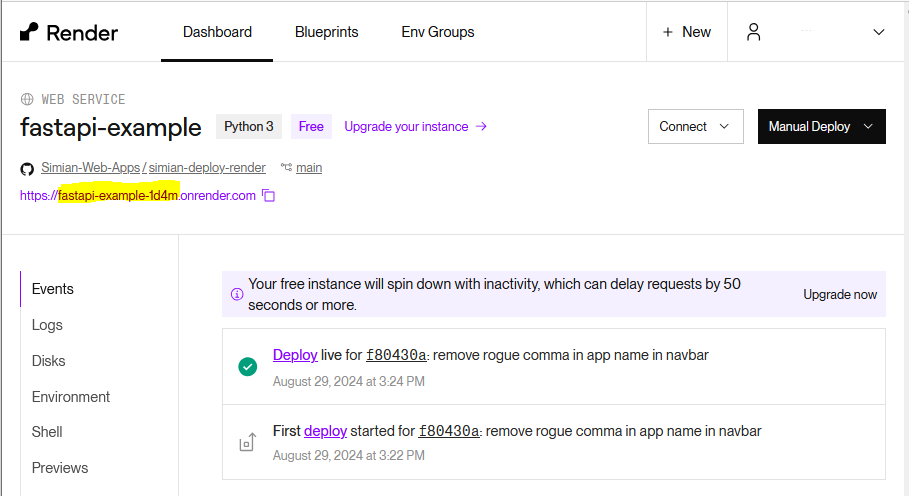 Render Dashboard Blueprints Env Groups + New
WEB SERVICE
fastapi-example Python 3 Free Upgrade your instance → Connect Manual Deploy
Simian-Web-Apps / simian-deploy-render main
https://fastapi-example-1d4m.onrender.com
Events
Logs
Disks
Environment
Shell
Previews
Your free instance will spin down with inactivity, which can delay requests by 50
seconds or more.
Upgrade now
Deploy live for f80430a: remove rogue comma in app name in navbar
August 29, 2024 at 3:24 PM
First deploy started for f80430a: remove rogue comma in app name in navbar
August 29, 2024 at 3:22 PM